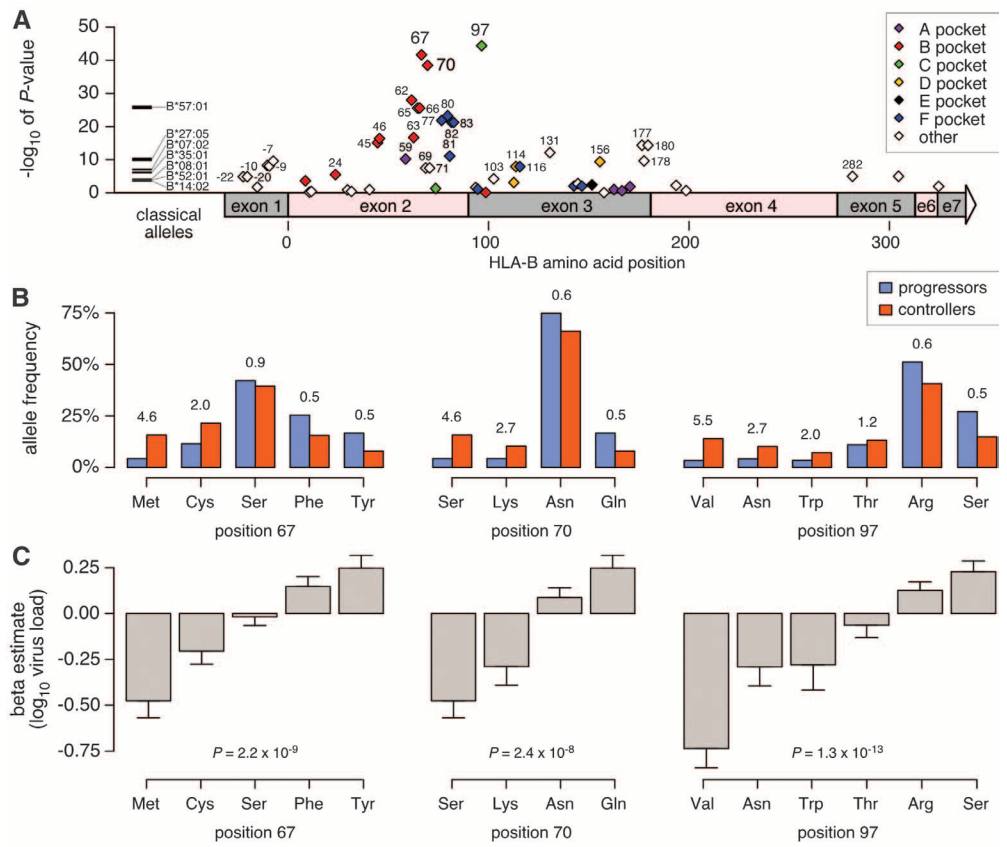 A
-log10 of P-value
50
40
30
20
10
0
B*57:01
B*27:05
B*07:02
B*35:01
B*08:01
B*52:01
B*14:02
classical
alleles
-22
-10
-20
-7
-9
24
45
46
59
62
65
63
67
70
66
69
71
77
80
82
81
83
97
103
114
116
131
156
177
180
178
282
A pocket
B pocket
C pocket
D pocket
E pocket
F pocket
other
exon 1
exon 2
exon 3
exon 4
exon 5
e6
e7
0
100
200
300
HLA-B amino acid position
B
progressors
controllers
allele frequency
75%
50%
25%
0%
4.6
2.0
0.9
0.5
0.5
4.6
2.7
0.6
0.5
5.5
2.7
2.0
1.2
0.6
0.5
Met Cys Ser Phe Tyr
Ser Lys Asn Gln
Val Asn Trp Thr Arg Ser
position 67
position 70
position 97
C
beta estimate
(log10 virus load)
0.25
0.00
-0.25
-0.50
-0.75
P = 2.2 x 10-9
P = 2.4 x 10-8
P = 1.3 x 10-13
Met Cys Ser Phe Tyr
Ser Lys Asn Gln
Val Asn Trp Thr Arg Ser
position 67
position 70
position 97